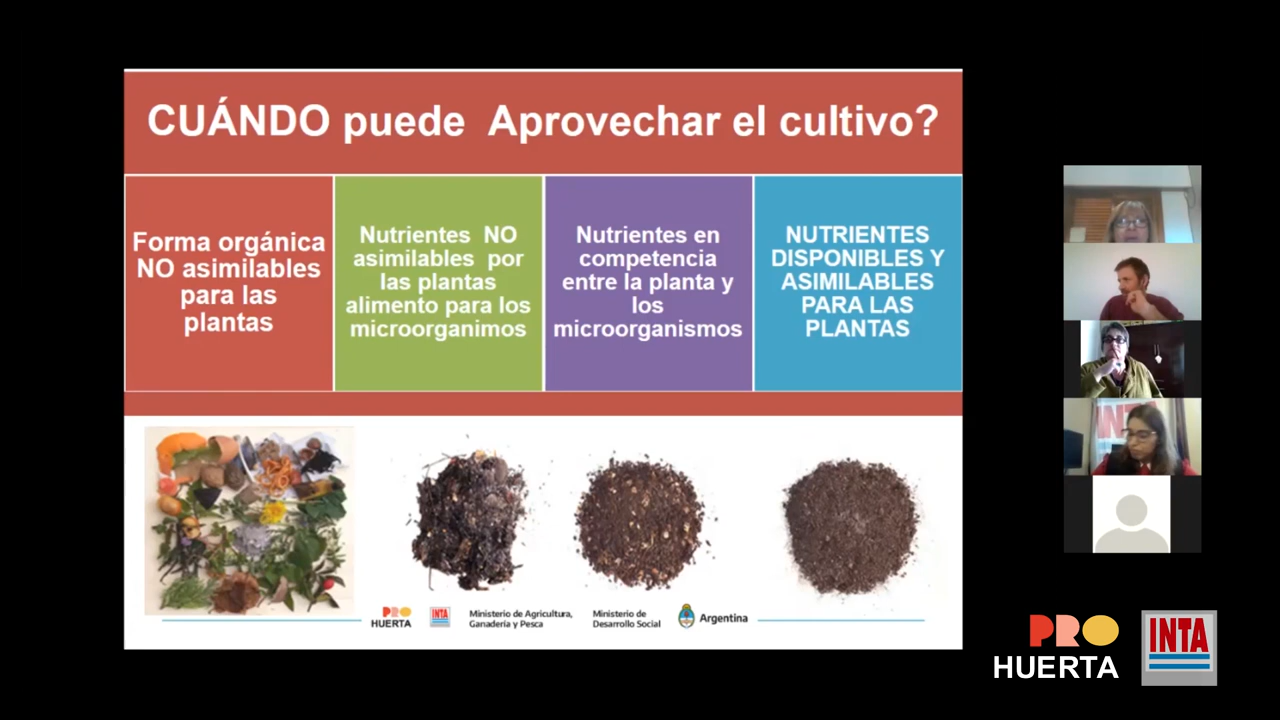 CUÁNDO puede Aprovechar el cultivo?
Forma orgánica
NO asimilables
para las
plantas
Nutrientes NO
asimilables por
las plantas
alimento para los
microorganimos
Nutrientes en
competencia
entre la planta y
los
microorganismos
NUTRIENTES
DISPONIBLES Y
ASIMILABLES
PARA LAS
PLANTAS
PRO
HUERTA
INTA
Ministerio de Agricultura,
Ganadería y Pesca
Ministerio de
Desarrollo Social
Argentina
INTA
PRO
HUERTA
INTA